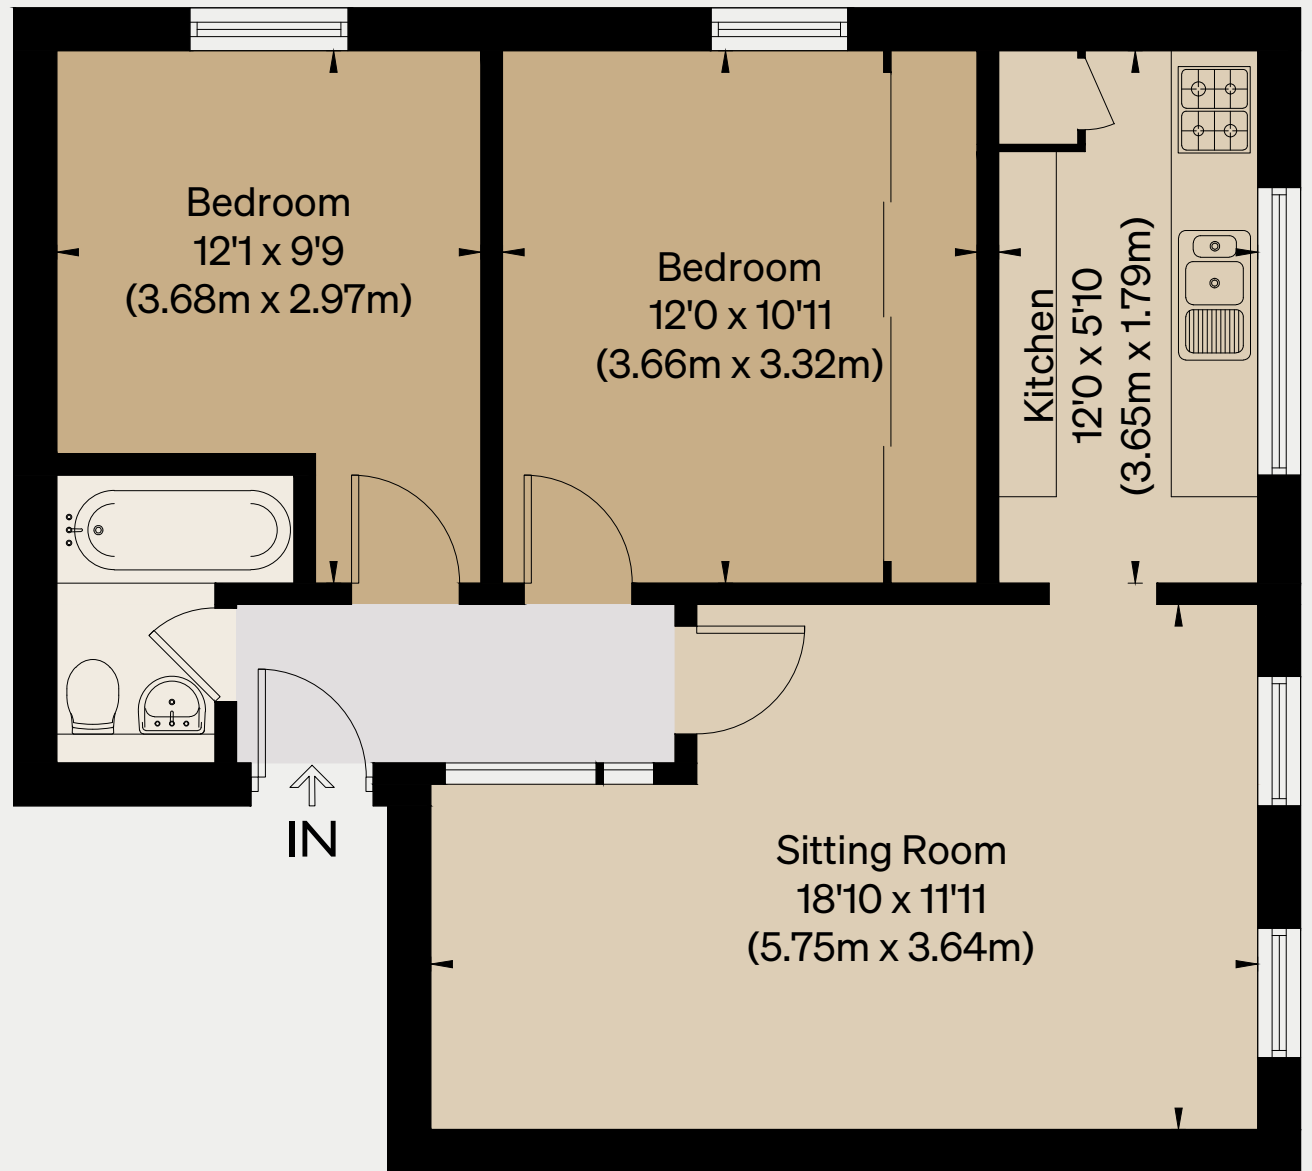 Bedroom
12'1 x 9'9
(3.68m x 2.97m)
Bedroom
12'0 x 10'11
(3.66m x 3.32m)
Kitchen
12'0 x 5'10
(3.65m x 1.79m)
IN
Sitting Room
18'10 x 11'11
(5.75m x 3.64m)